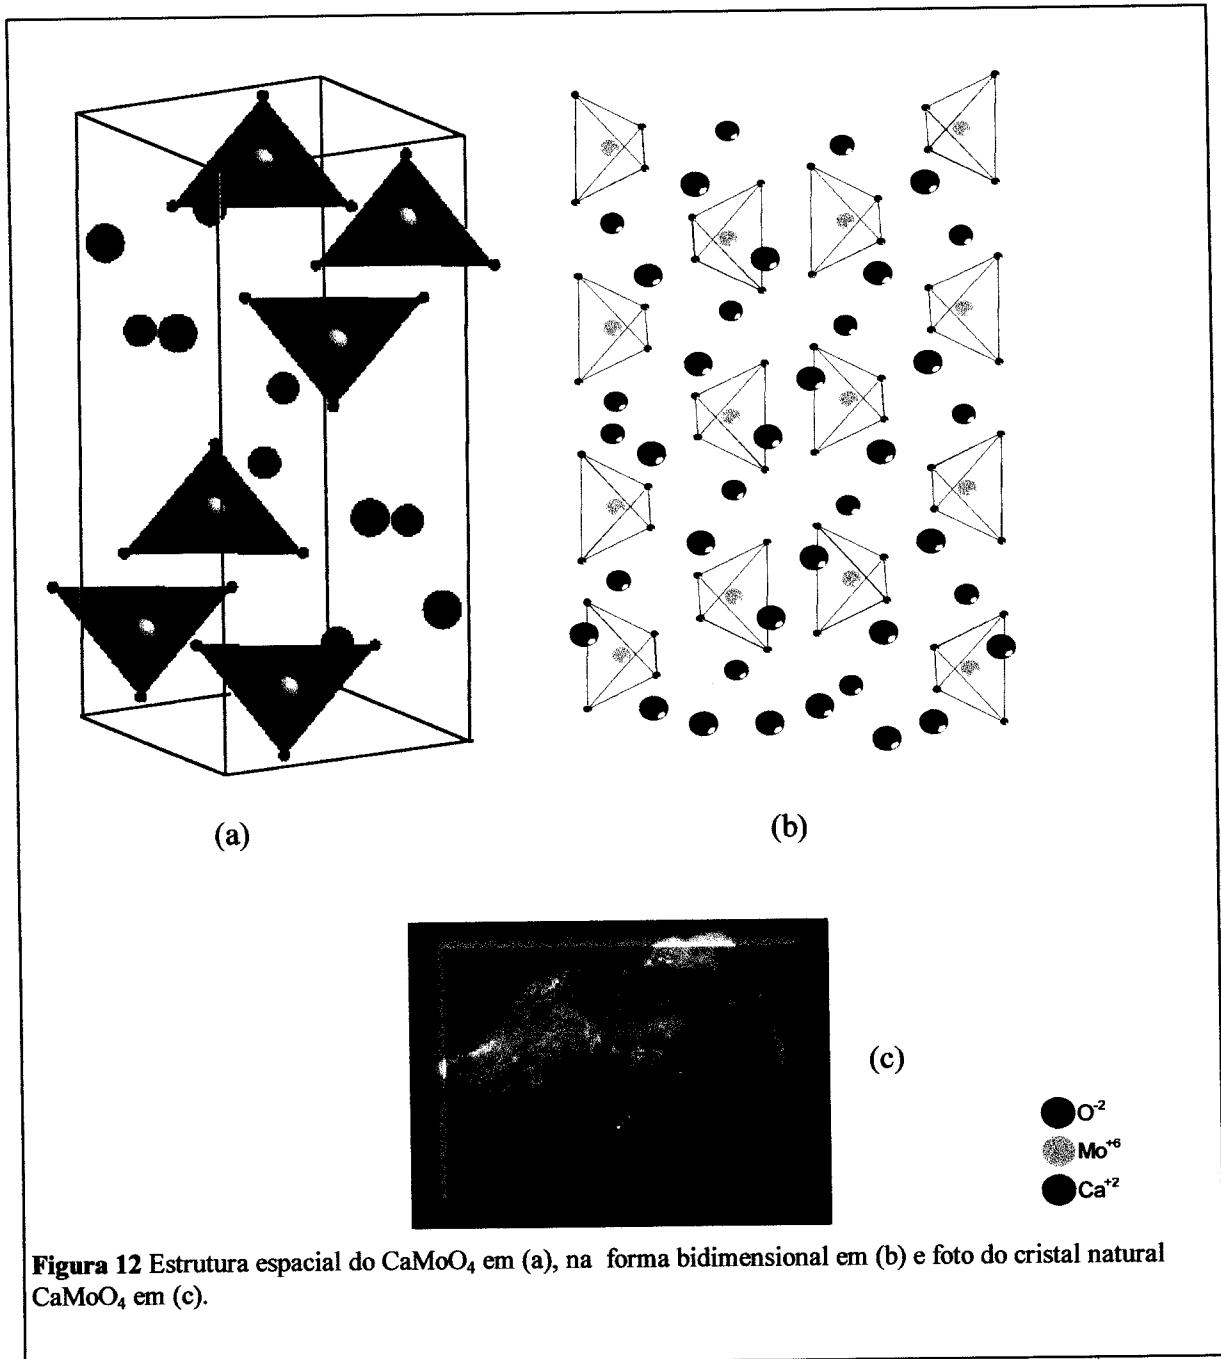 (a)
(b)
(c)
O⁻²
Mo⁺⁶
Ca⁺²
Figura 12 Estrutura espacial do CaMoO₄ em (a), na forma bidimensional em (b) e foto do cristal natural
CaMoO₄ em (c).